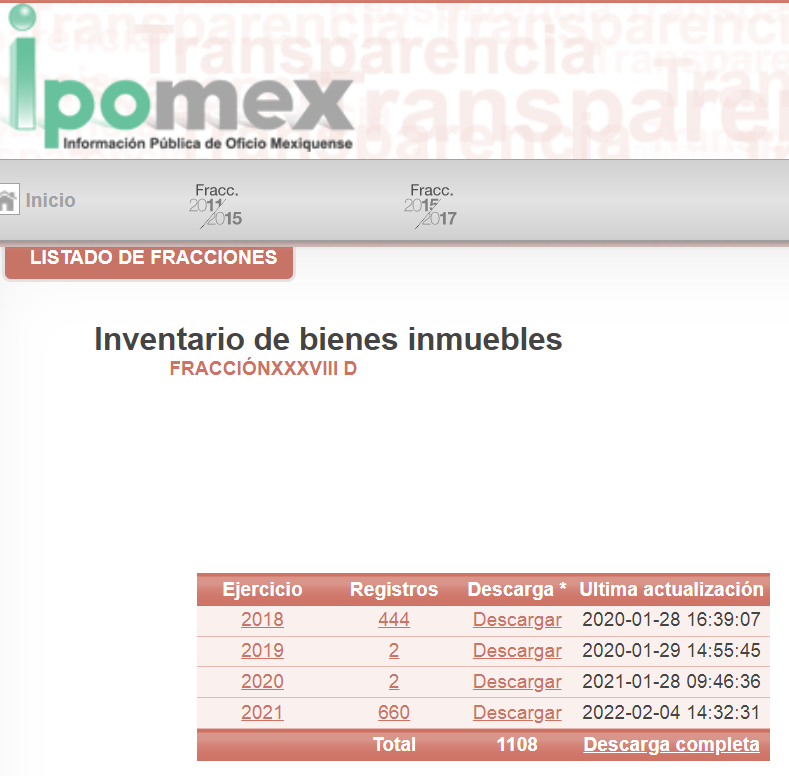 Transparencia
ipomex
Información Pública de Oficio Mexiquense
Inicio
Fracc.
2011/2015
Fracc.
2015/2017
LISTADO DE FRACCIONES
Inventario de bienes inmuebles
FRACCIÓNXXXVIII D
Ejercicio Registros Descarga * Ultima actualización
2018 444 Descargar 2020-01-28 16:39:07
2019 2 Descargar 2020-01-29 14:55:45
2020 2 Descargar 2021-01-28 09:46:36
2021 660 Descargar 2022-02-04 14:32:31
Total 1108 Descarga completa